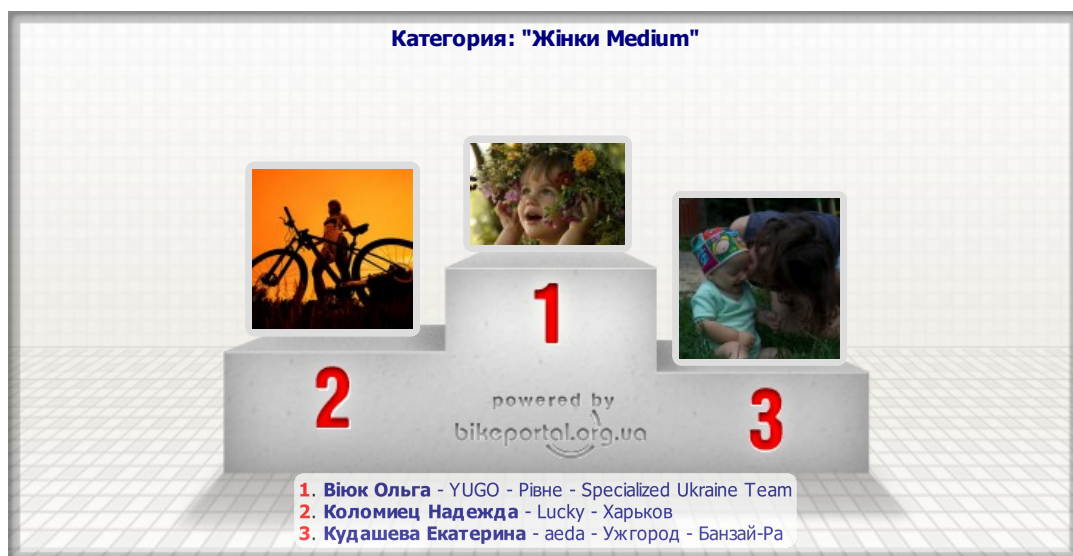 Категория: "Жінки Medium"
1
2
3
powered by
bikeportal.org.ua
1. Віюк Ольга - YUGO - Рівне - Specialized Ukraine Team
2. Коломиец Надежда - Lucky - Харьков
3. Кудашева Екатерина - aeda - Ужгород - Банзай-Ра